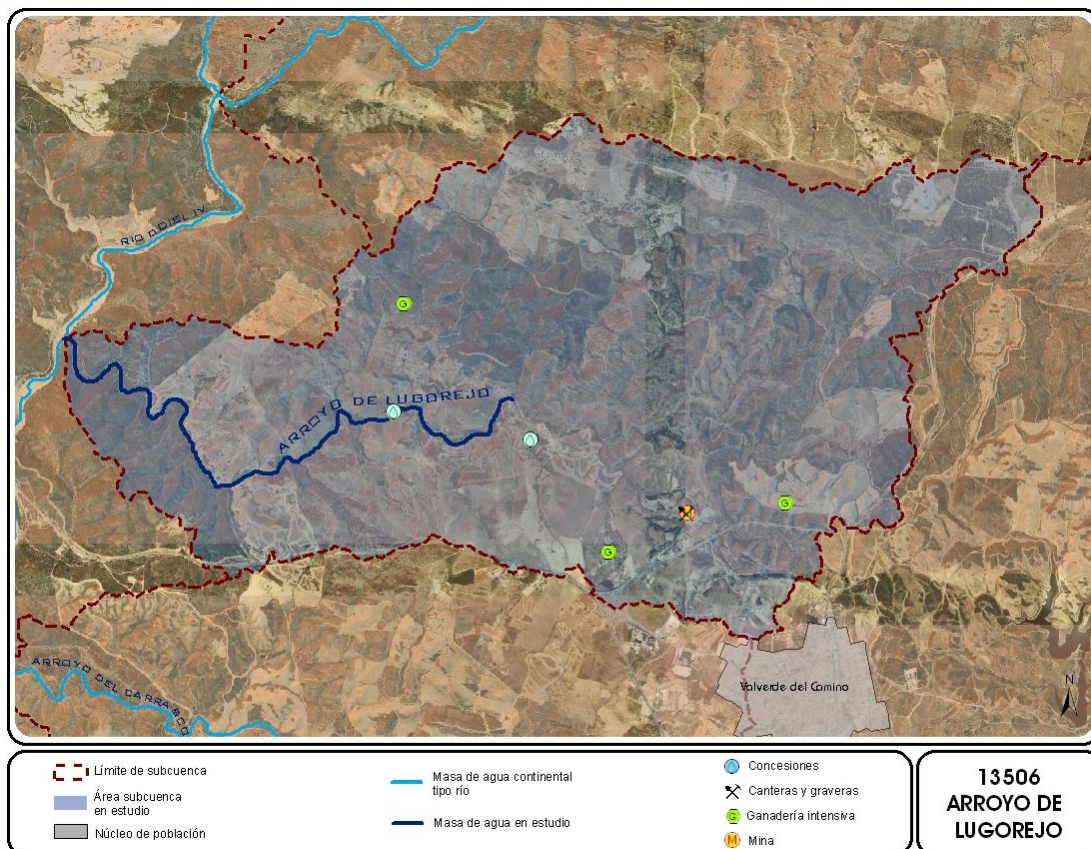 RIO ODIEL IV
ARROYO DE LUGOREJO
ARROYO DEL CARRASCO
Valverde del Camino
N
G
G
G
Límite de subcuenca
Área subcuenca
en estudio
Núcleo de población
Masa de agua continental
tipo río
Masa de agua en estudio
Concesiones
Canteras y graveras
G Ganadería intensiva
M Mina
13506
ARROYO DE
LUGOREJO